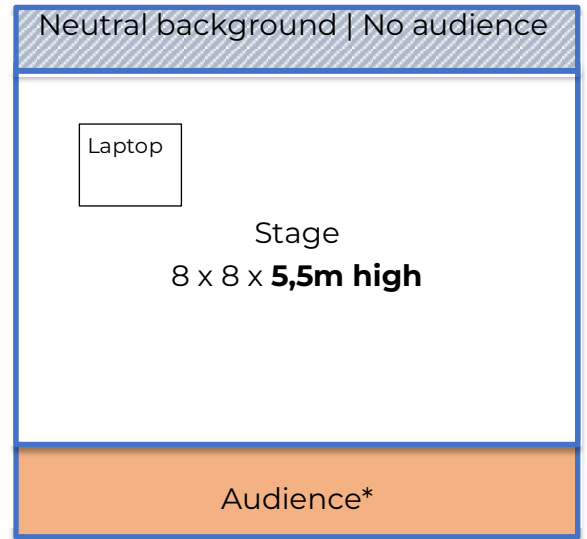 Neutral background | No audience
Laptop
Stage
8 x 8 x 5,5m high
Audience*